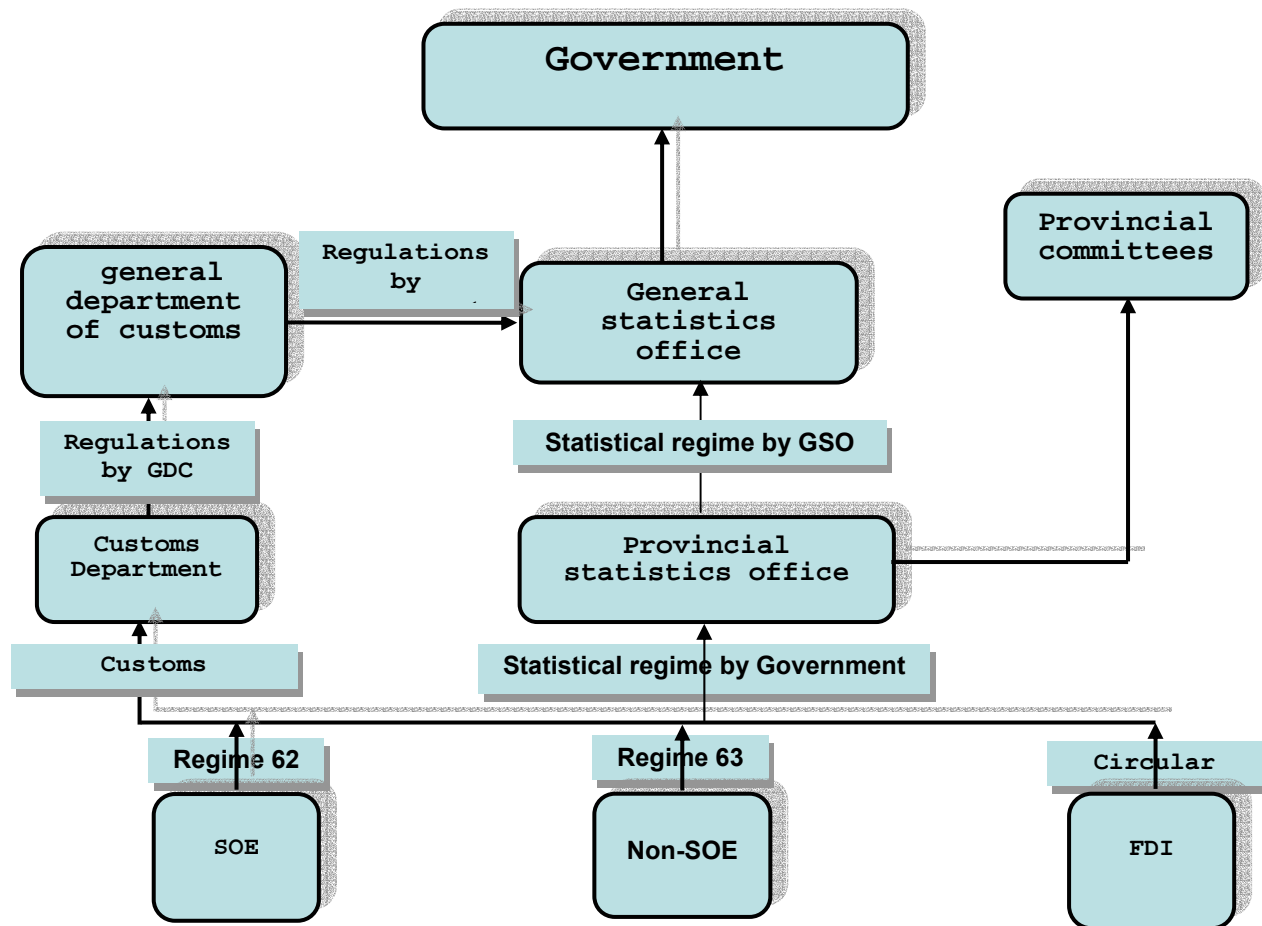 Government
Provincial
committees
general
department
of customs
Regulations
by
General
statistics
office
Regulations
by GDC
Statistical regime by GSO
Customs
Department
Provincial
statistics office
Customs
Statistical regime by Government
Regime 62
Regime 63
Circular
SOE
Non-SOE
FDI